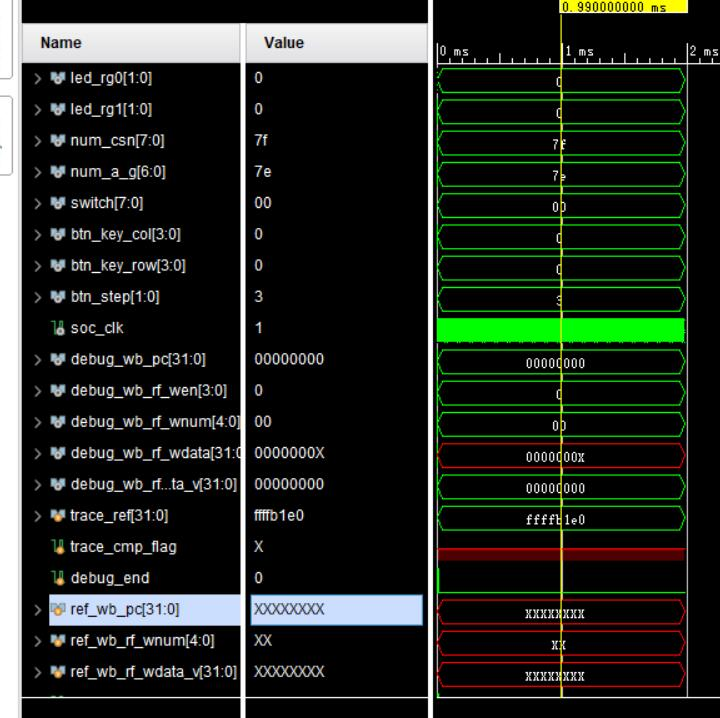 0.990000000 ms
Name Value 0 ms 1 ms 2 ms
led_rg0[1:0] 0 0
led_rg1[1:0] 0 0
num_csn[7:0] 7f 7f
num_a_g[6:0] 7e 7e
switch[7:0] 00 00
btn_key_col[3:0] 0 0
btn_key_row[3:0] 0 0
btn_step[1:0] 3 3
soc_clk 1
debug_wb_pc[31:0] 00000000 00000000
debug_wb_rf_wen[3:0] 0 0
debug_wb_rf_wnum[4:0] 00 00
debug_wb_rf_wdata[31:0 0000000X 0000000X
debug_wb_rf...ta_v[31:0] 00000000 00000000
trace_ref[31:0] ffffb1e0 ffffb1e0
trace_cmp_flag X
debug_end 0
ref_wb_pc[31:0] XXXXXXXX XXXXXXXX
ref_wb_rf_wnum[4:0] XX XX
ref_wb_rf_wdata_v[31:0] XXXXXXXX XXXXXXXX